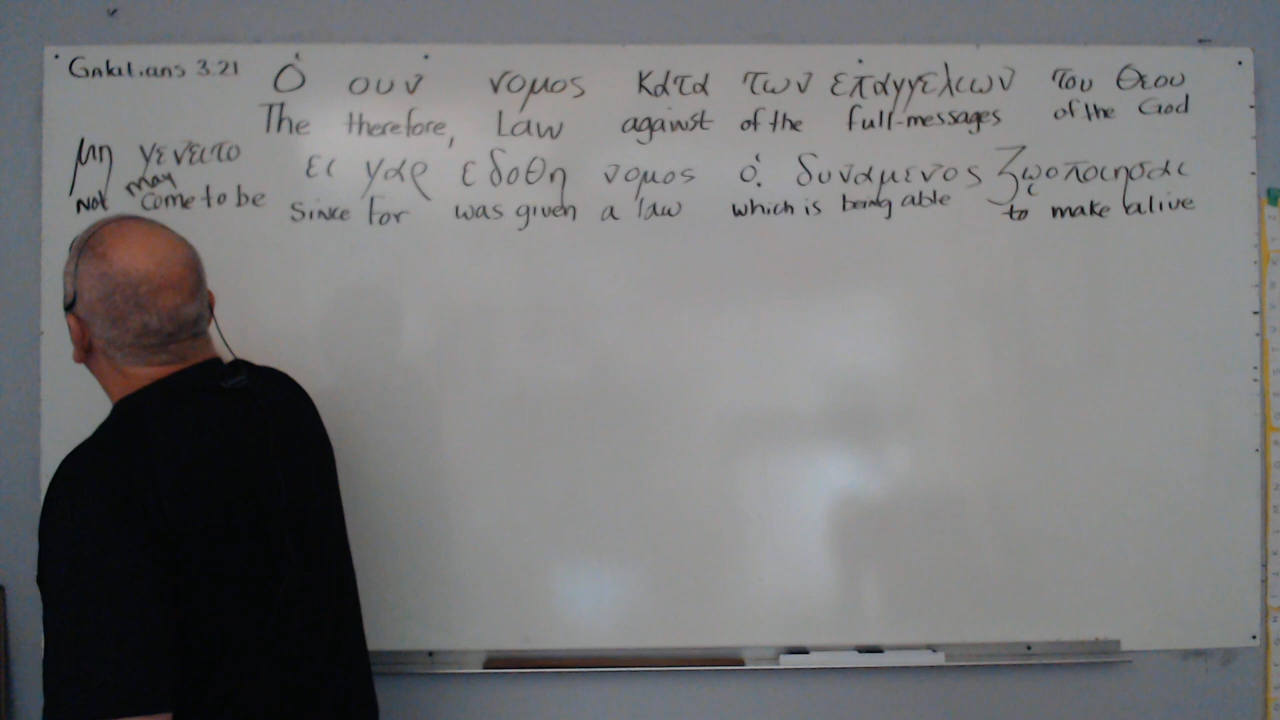 Galatians 3.21 Ὁ ουν νομος κατα των επαγγελιων του θεου
The therefore, Law against of the full-messages of the God
μη γενοιτο ει γαρ εδοθη νομος ὁ δυναμενος ζωοποιησαι
Not may come to be Since for was given a law which is being able to make alive